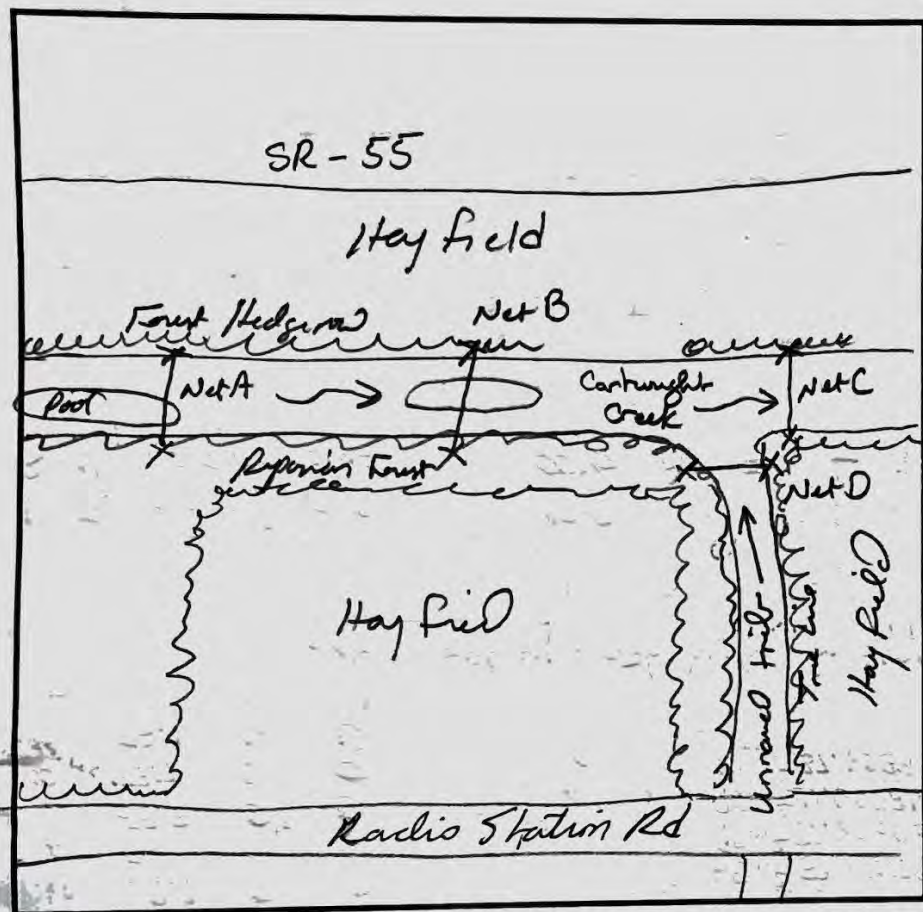 SR-55
Hay field
Forest Hedgerow
Net B
Pool
Net A
Cartwright
Creek
Net C
Riparian Forest
Net D
Hay field
Unnamed trib
Hay Field
Radio Station Rd